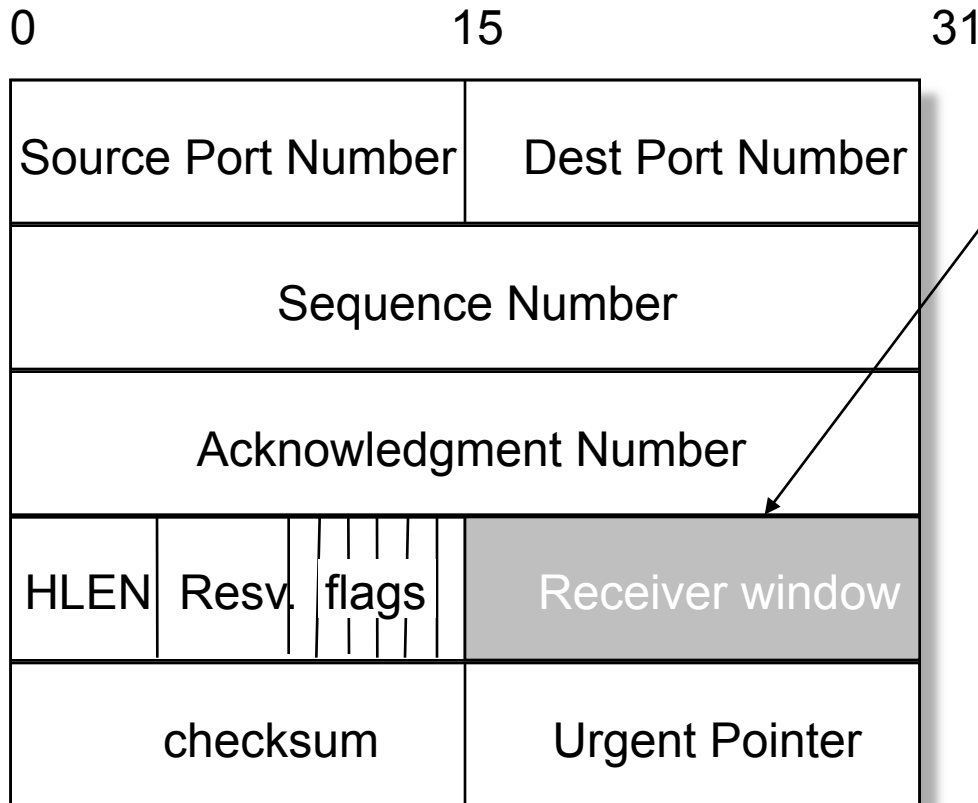 0 15 31
Source Port Number Dest Port Number
Sequence Number
Acknowledgment Number
HLEN Resv. flags Receiver window
checksum Urgent Pointer